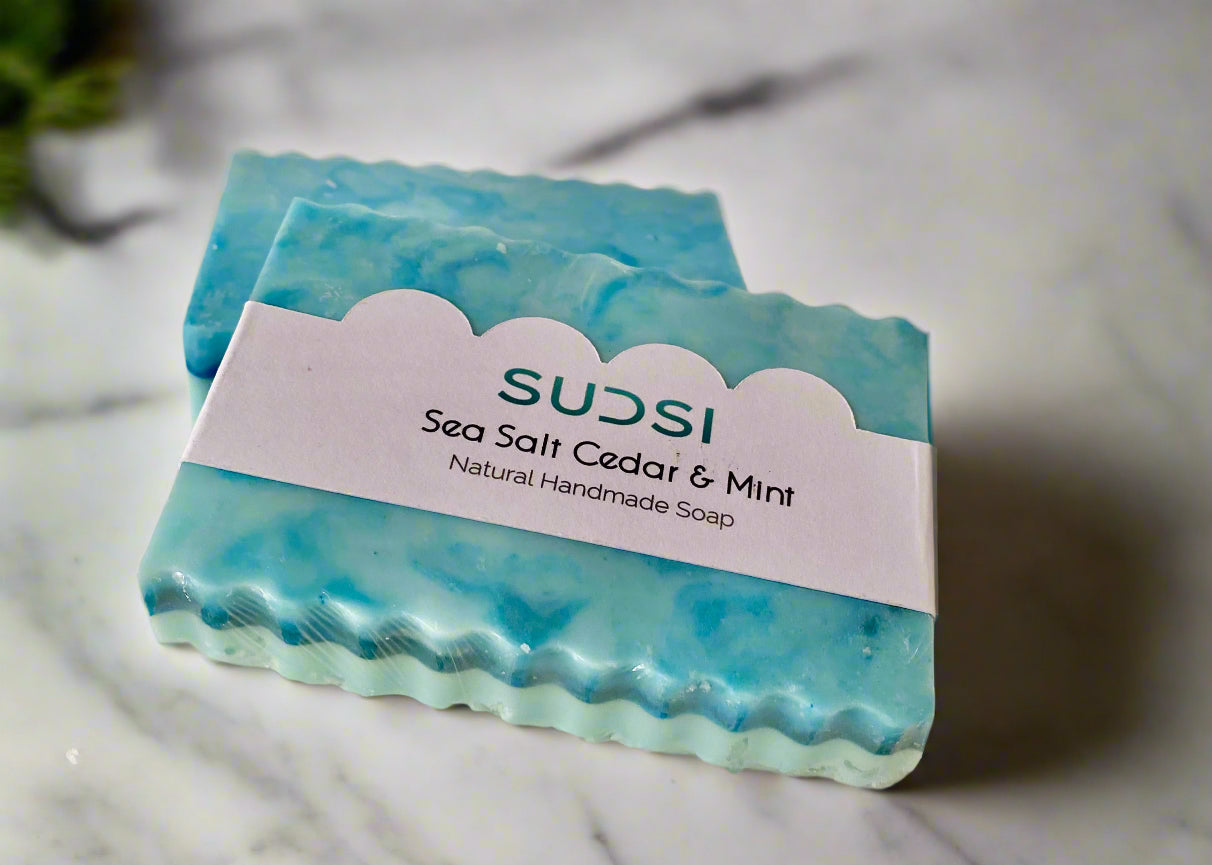 SUDSI
Sea Salt Cedar & Mint
Natural Handmade Soap